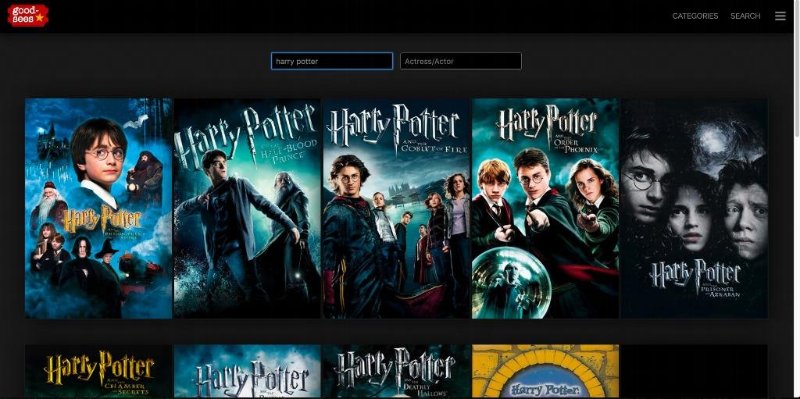 good-
sees
CATEGORIES SEARCH
harry potter
Actress/Actor
Harry Potter
Harry Potter
AND THE
HALF-BLOOD
PRINCE
Harry Potter
AND THE
GOBLET OF FIRE
Harry Potter
AND THE
ORDER OF THE
PHOENIX
Harry Potter
AND THE
PRISONER OF
AZKABAN
Harry Potter
AND THE
CHAMBER OF
SECRETS
Harry Potter
Harry Potter
AND THE
DEATHLY
HALLOWS
Harry Potter